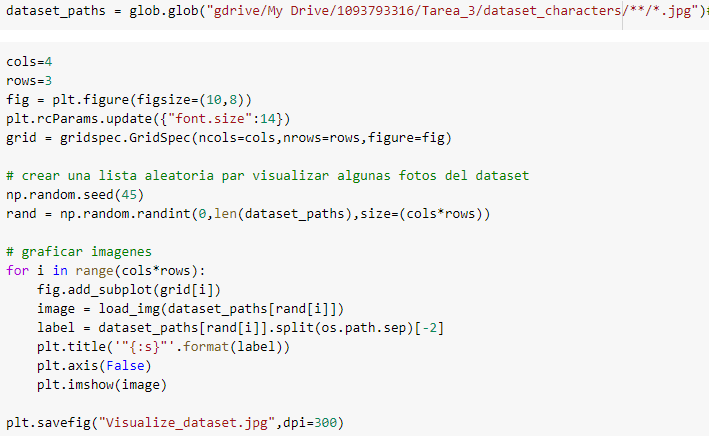 dataset_paths = glob.glob("gdrive/My Drive/1093793316/Tarea_3/dataset_characters/**/*.jpg")#
cols=4
rows=3
fig = plt.figure(figsize=(10,8))
plt.rcParams.update({"font.size":14})
grid = gridspec.GridSpec(ncols=cols,nrows=rows,figure=fig)
# crear una lista aleatoria par visualizar algunas fotos del dataset
np.random.seed(45)
rand = np.random.randint(0,len(dataset_paths),size=(cols*rows))
# graficar imagenes
for i in range(cols*rows):
    fig.add_subplot(grid[i])
    image = load_img(dataset_paths[rand[i]])
    label = dataset_paths[rand[i]].split(os.path.sep)[-2]
    plt.title('"{:s}"'.format(label))
    plt.axis(False)
    plt.imshow(image)
plt.savefig("Visualize_dataset.jpg",dpi=300)